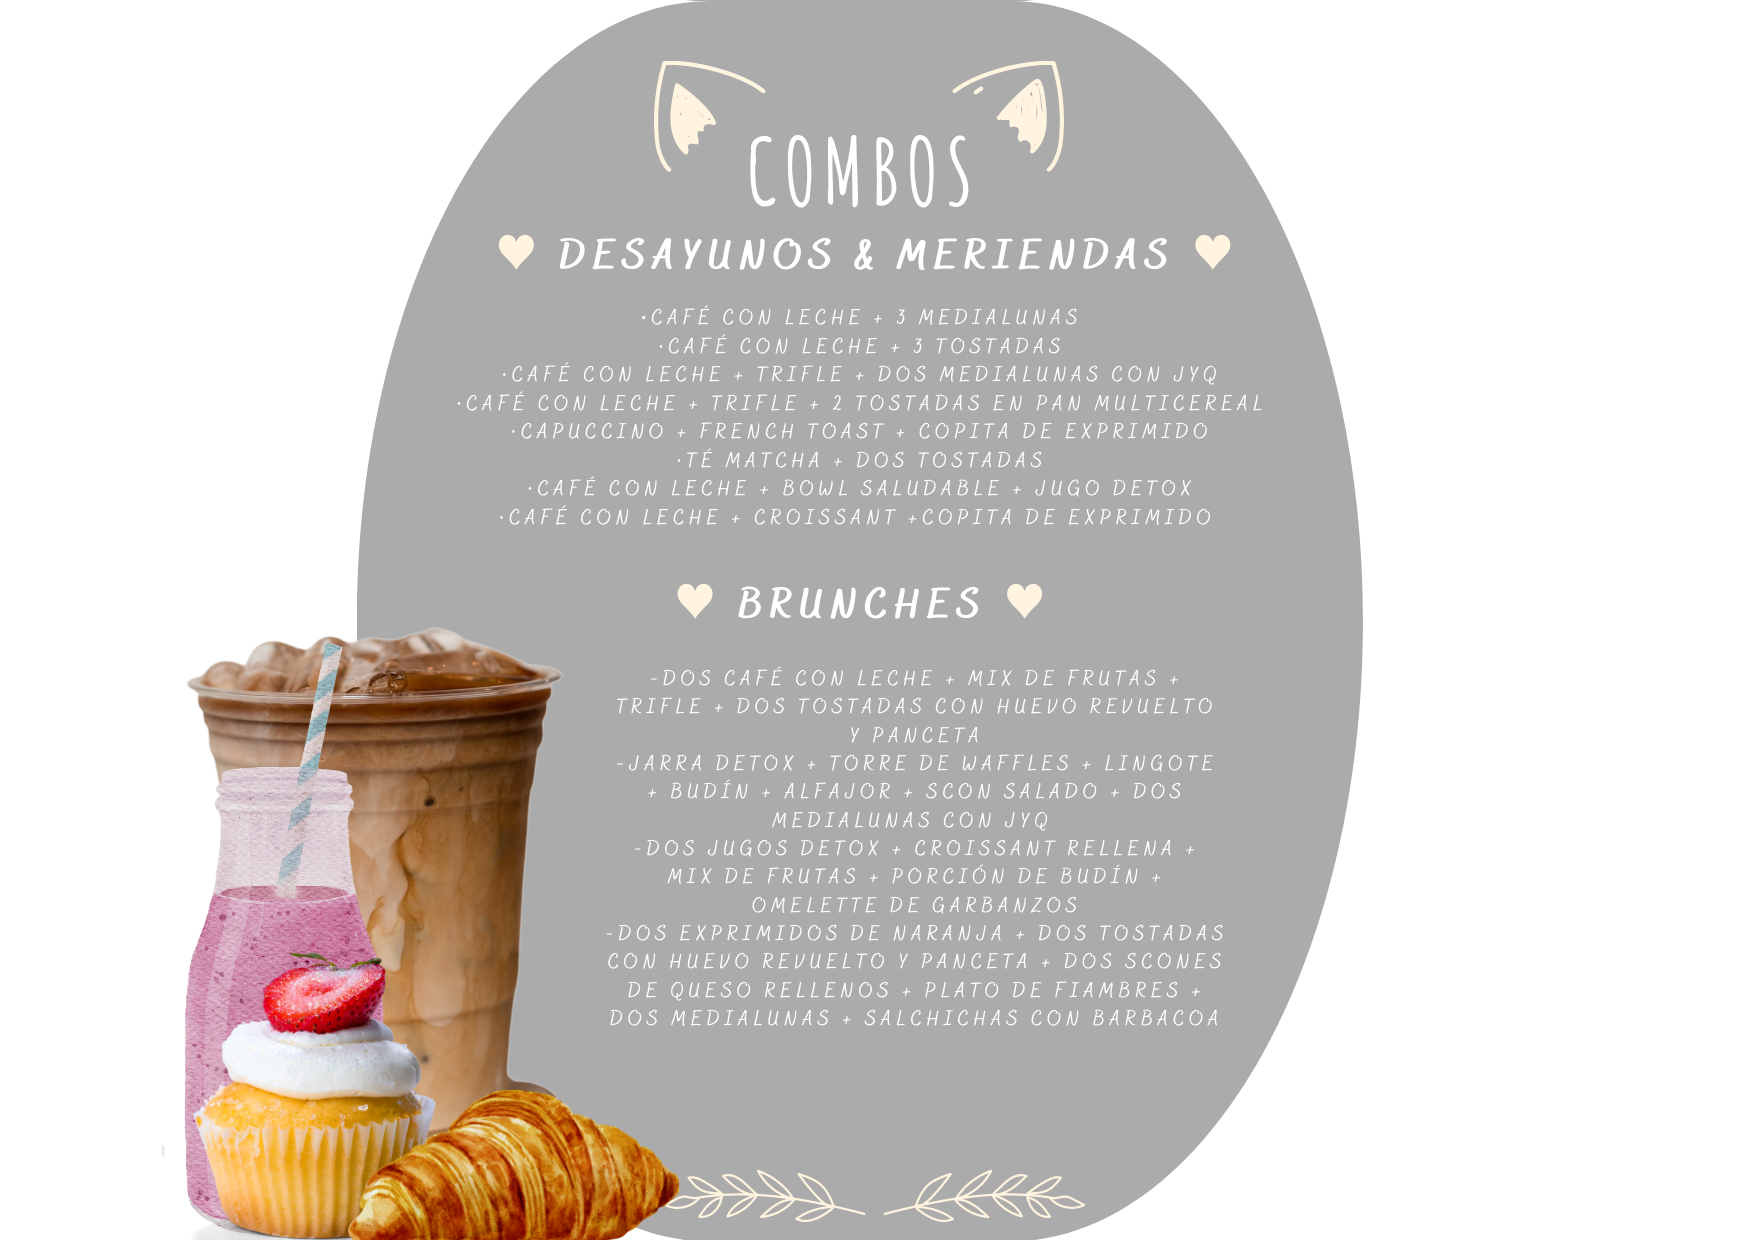 COMBOS
♥ DESAYUNOS & MERIENDAS ♥
·CAFÉ CON LECHE + 3 MEDIALUNAS
·CAFÉ CON LECHE + 3 TOSTADAS
·CAFÉ CON LECHE + TRIFLE + DOS MEDIALUNAS CON JYQ
·CAFÉ CON LECHE + TRIFLE + 2 TOSTADAS EN PAN MULTICEREAL
·CAPUCCINO + FRENCH TOAST + COPITA DE EXPRIMIDO
·TÉ MATCHA + DOS TOSTADAS
·CAFÉ CON LECHE + BOWL SALUDABLE + JUGO DETOX
·CAFÉ CON LECHE + CROISSANT +COPITA DE EXPRIMIDO
♥ BRUNCHES ♥
-DOS CAFÉ CON LECHE + MIX DE FRUTAS +
TRIFLE + DOS TOSTADAS CON HUEVO REVUELTO
Y PANCETA
-JARRA DETOX + TORRE DE WAFFLES + LINGOTE
+ BUDÍN + ALFAJOR + SCON SALADO + DOS
MEDIALUNAS CON JYQ
-DOS JUGOS DETOX + CROISSANT RELLENA +
MIX DE FRUTAS + PORCIÓN DE BUDÍN +
OMELETTE DE GARBANZOS
-DOS EXPRIMIDOS DE NARANJA + DOS TOSTADAS
CON HUEVO REVUELTO Y PANCETA + DOS SCONES
DE QUESO RELLENOS + PLATO DE FIAMBRES +
DOS MEDIALUNAS + SALCHICHAS CON BARBACOA